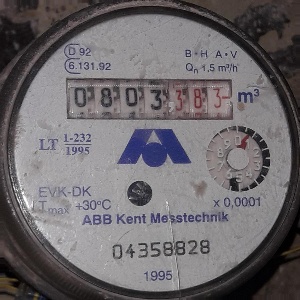 D 92
6.131.92
B · H A · V
Qn 1,5 m³/h
0803383 m³
LT 1-232
1995
EVK-DK
Tmax +30°C
x 0,0001
ABB Kent Messtechnik
04358828
1995